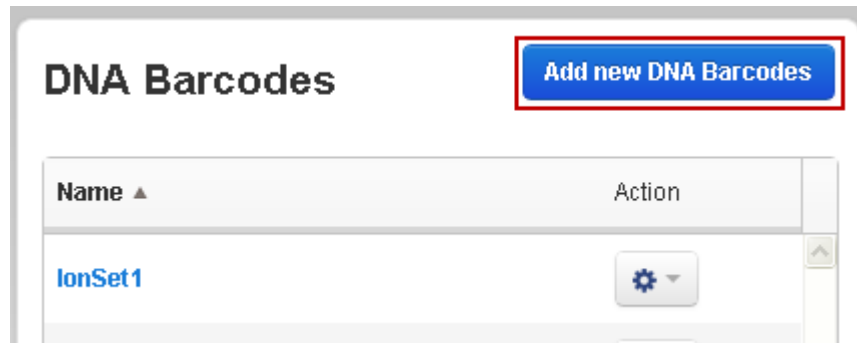 DNA Barcodes
Add new DNA Barcodes
Name
Action
IonSet1